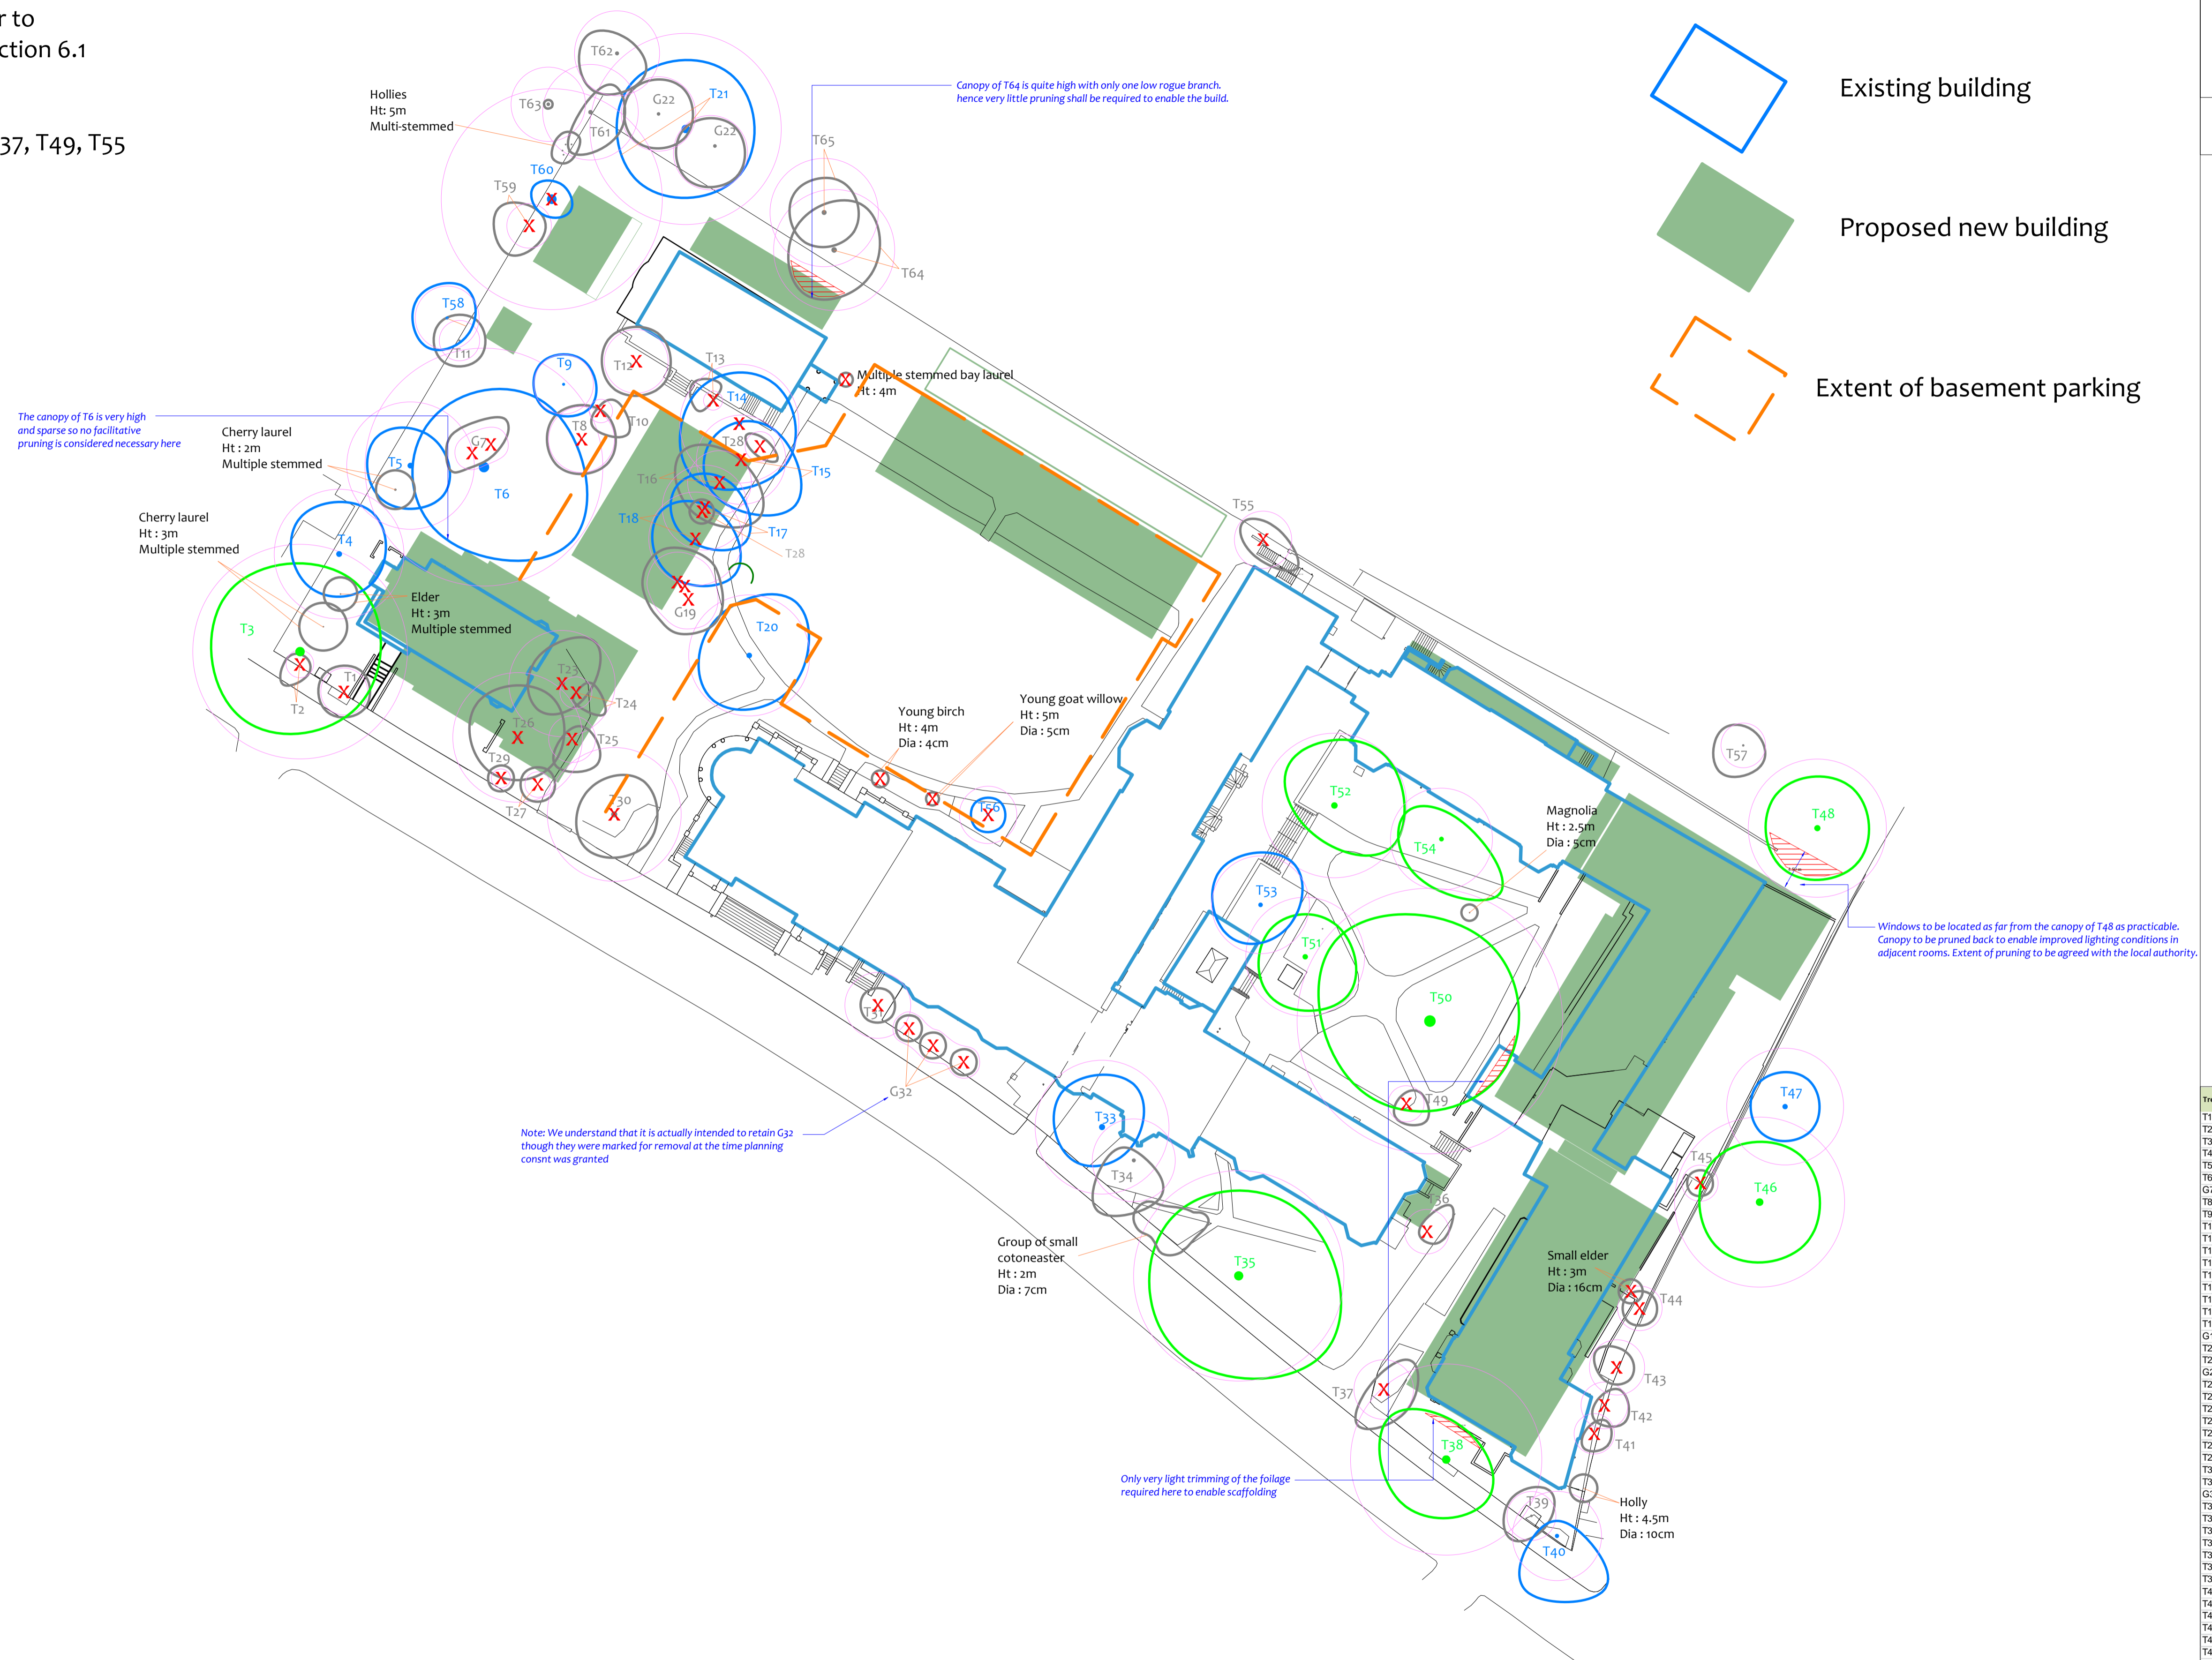 r to
ction 6.1
37, T49, T55
Existing building
Proposed new building
Extent of basement parking
Hollies
Ht: 5m
Multi-stemmed
T62
T63
T61
G22
T21
G22
Canopy of T64 is quite high with only one low rogue branch.
hence very little pruning shall be required to enable the build.
T65
T64
T60
T59
T58
T11
T9
T12
T13
T14
Multiple stemmed bay laurel
Ht : 4m
The canopy of T6 is very high
and sparse so no facilitative
pruning is considered necessary here
Cherry laurel
Ht : 2m
Multiple stemmed
T5
G7
T6
T8
T10
T28
T15
T16
T18
T17
T28
G19
T20
Cherry laurel
Ht : 3m
Multiple stemmed
T4
Elder
Ht : 3m
Multiple stemmed
T3
T2
T1
T23
T24
T26
T25
T29
T27
T30
T55
Young birch
Ht : 4m
Dia : 4cm
Young goat willow
Ht : 5m
Dia : 5cm
T56
T57
T48
T52
T54
Magnolia
Ht : 2.5m
Dia : 5cm
T53
T51
T50
T49
Windows to be located as far from the canopy of T48 as practicable.
Canopy to be pruned back to enable improved lighting conditions in
adjacent rooms. Extent of pruning to be agreed with the local authority.
T31
G32
Note: We understand that it is actually intended to retain G32
though they were marked for removal at the time planning
consnt was granted
T33
T34
T35
Group of small
cotoneaster
Ht : 2m
Dia : 7cm
T36
T47
T45
T46
Small elder
Ht : 3m
Dia : 16cm
T44
T43
T42
T41
T37
T38
Only very light trimming of the foilage
required here to enable scaffolding
T39
T40
Holly
Ht : 4.5m
Dia : 10cm